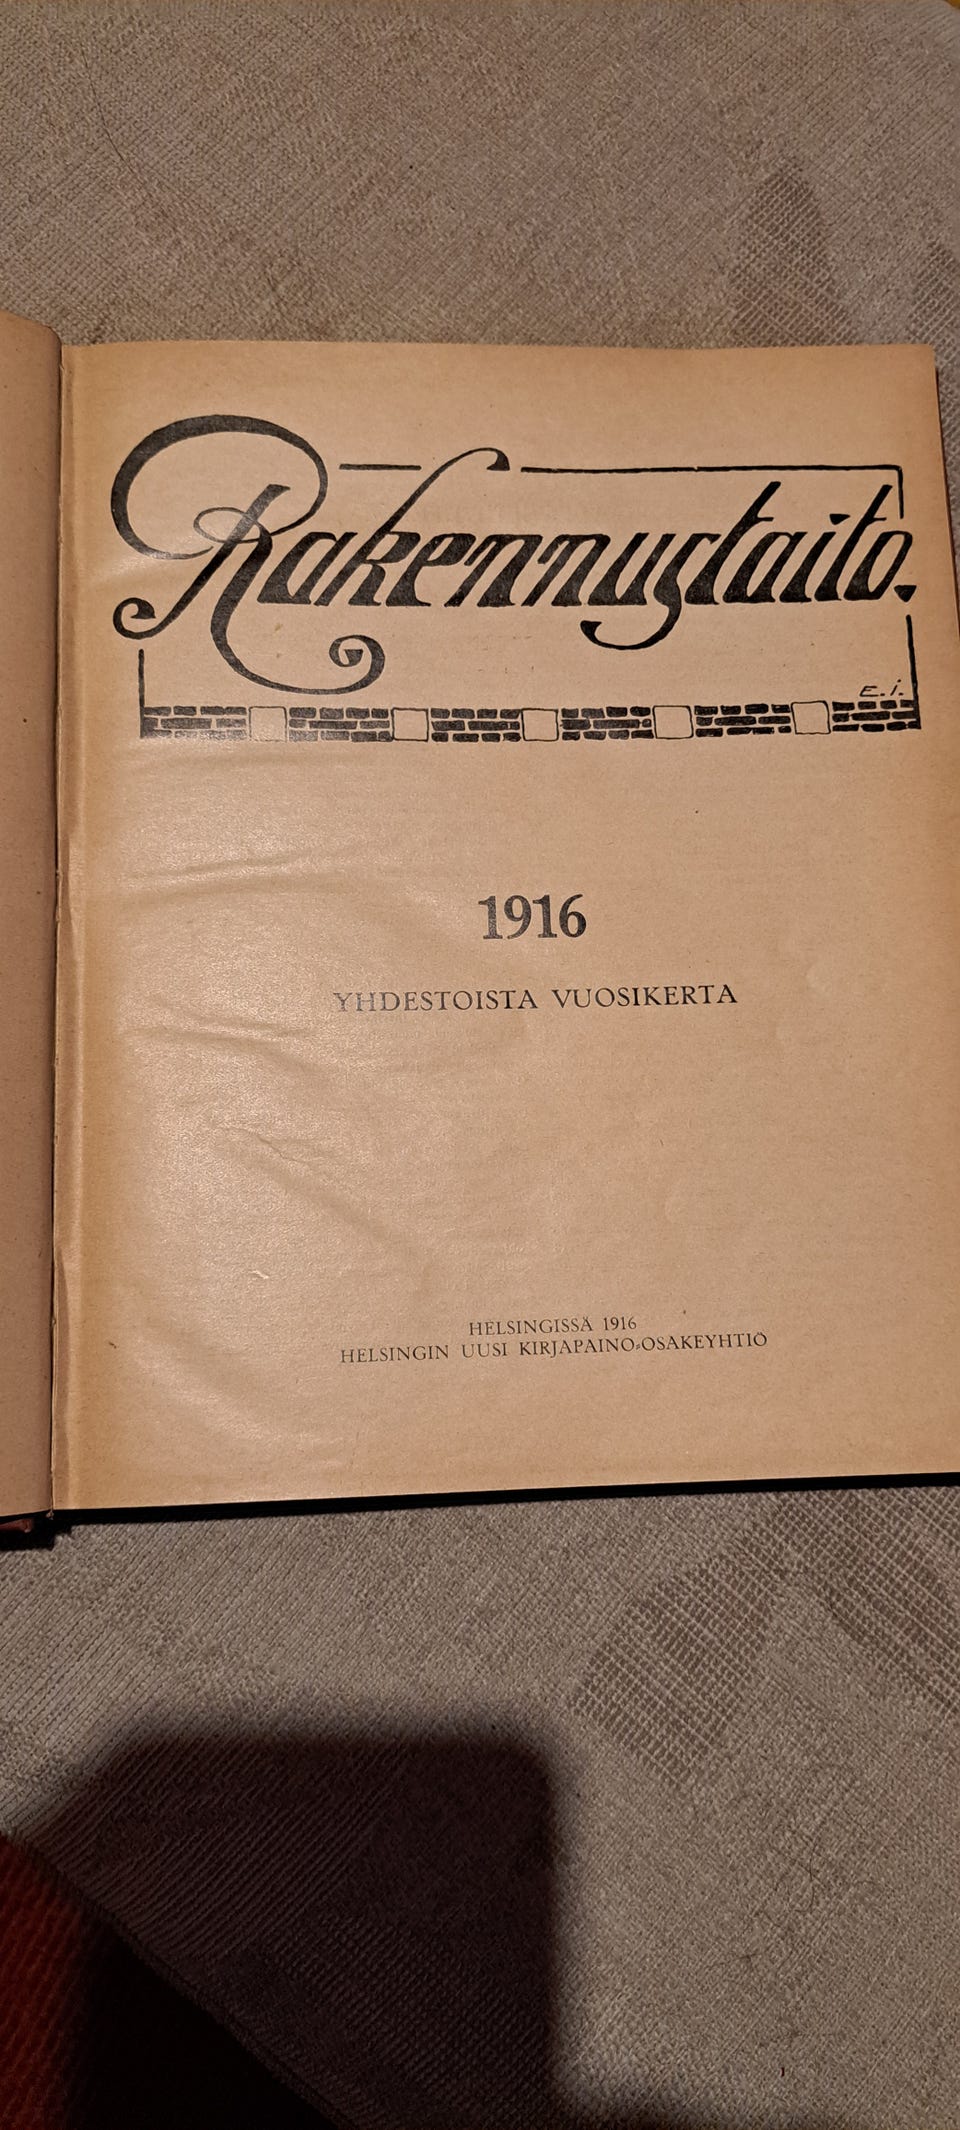 Rakennustaito.
E.i.
1916
YHDESTOISTA VUOSIKERTA
HELSINGISSÄ 1916
HELSINGIN UUSI KIRJAPAINO-OSAKEYHTIÖ